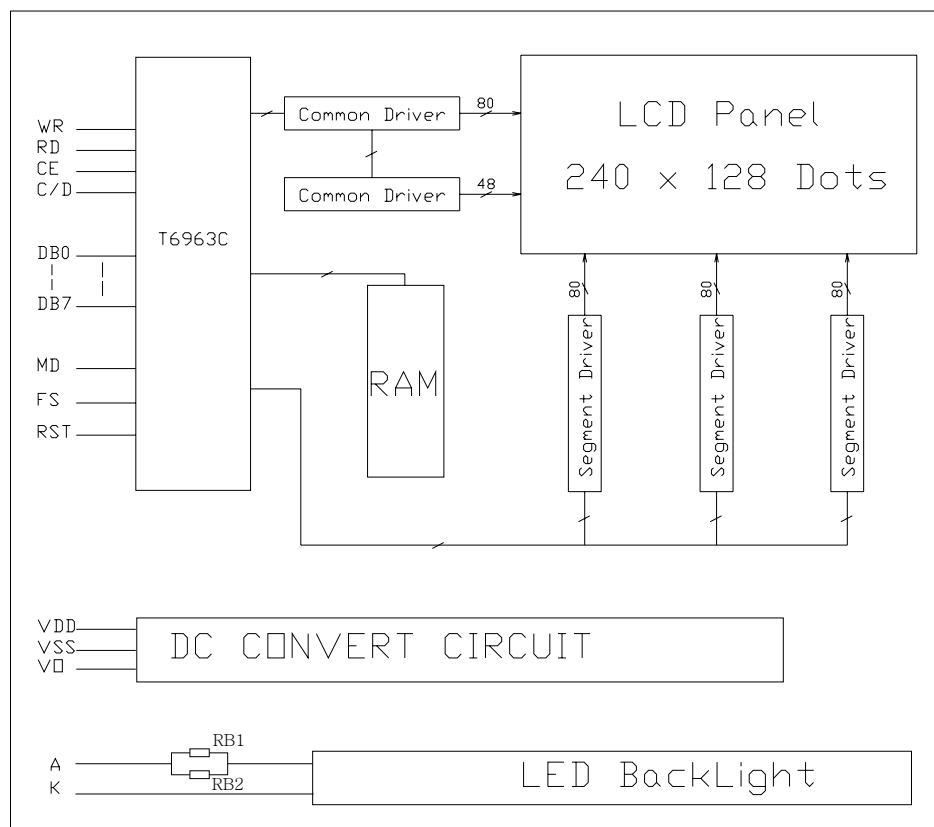 WR
RD
CE
C/D
DB0
DB7
MD
FS
RST
T6963C
Common Driver
80
Common Driver
48
LCD Panel
240 x 128 Dots
RAM
80
80
80
Segment Driver
Segment Driver
Segment Driver
VDD
VSS
VO
DC CONVERT CIRCUIT
A
K
RB1
RB2
LED BackLight